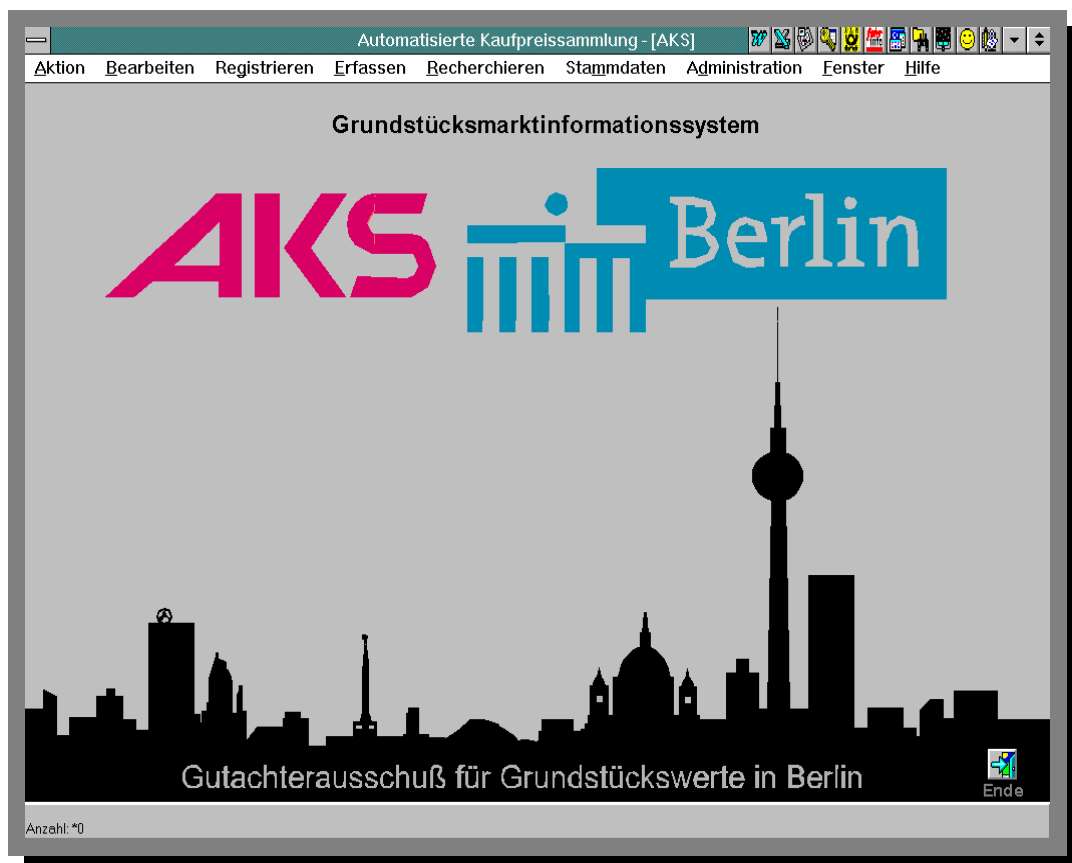 Automatisierte Kaufpreissammlung - [AKS]
Aktion Bearbeiten Registrieren Erfassen Recherchieren Stammdaten Administration Fenster Hilfe
Grundstücksmarktinformationssystem
AKS Berlin
Gutachterausschuß für Grundstückswerte in Berlin
Ende
Anzahl: *0